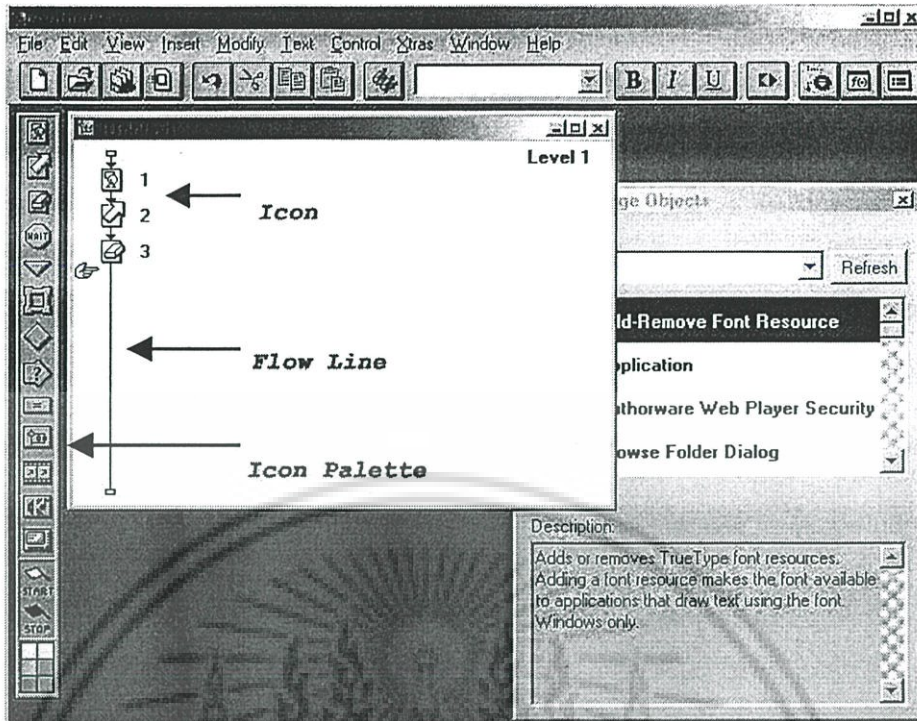 File Edit View Insert Modify Text Control Xtras Window Help
B I U
Level 1
1
Icon
2
3
Flow Line
Icon Palette
WAIT
START
STOP
ge Objects
Refresh
ld-Remove Font Resource
plication
thorware Web Player Security
owse Folder Dialog
Description:
Adds or removes TrueType font resources.
Adding a font resource makes the font available
to applications that draw text using the font.
Windows only.